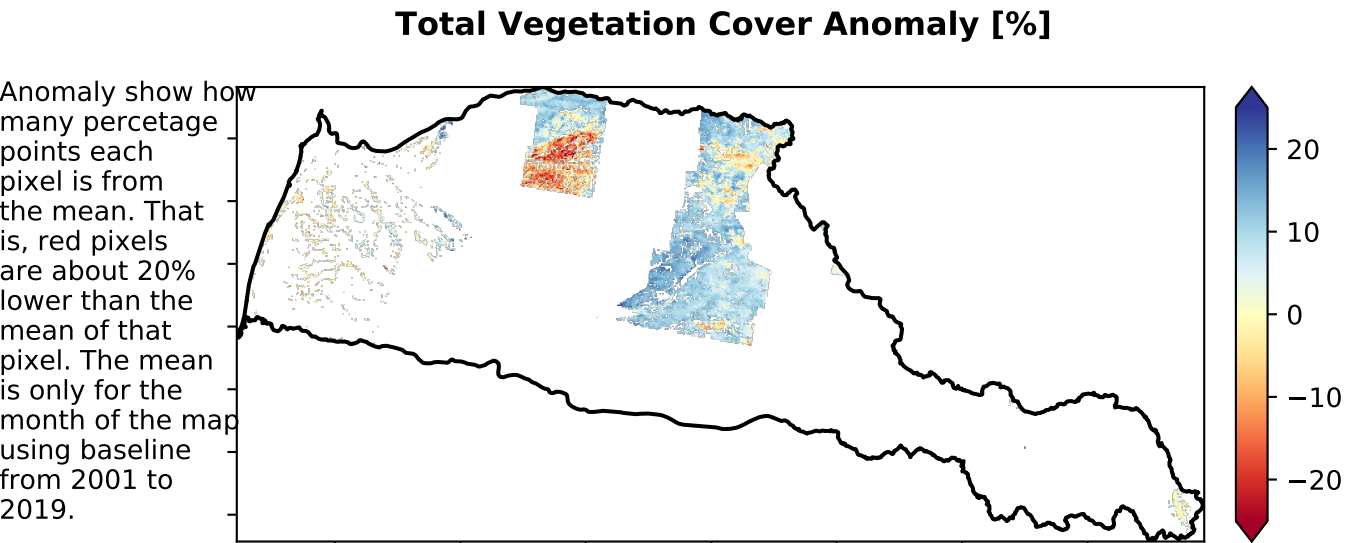 Total Vegetation Cover Anomaly [%]
Anomaly show how
many percetage
points each
pixel is from
the mean. That
is, red pixels
are about 20%
lower than the
mean of that
pixel. The mean
is only for the
month of the map
using baseline
from 2001 to
2019.
20
10
0
−10
−20